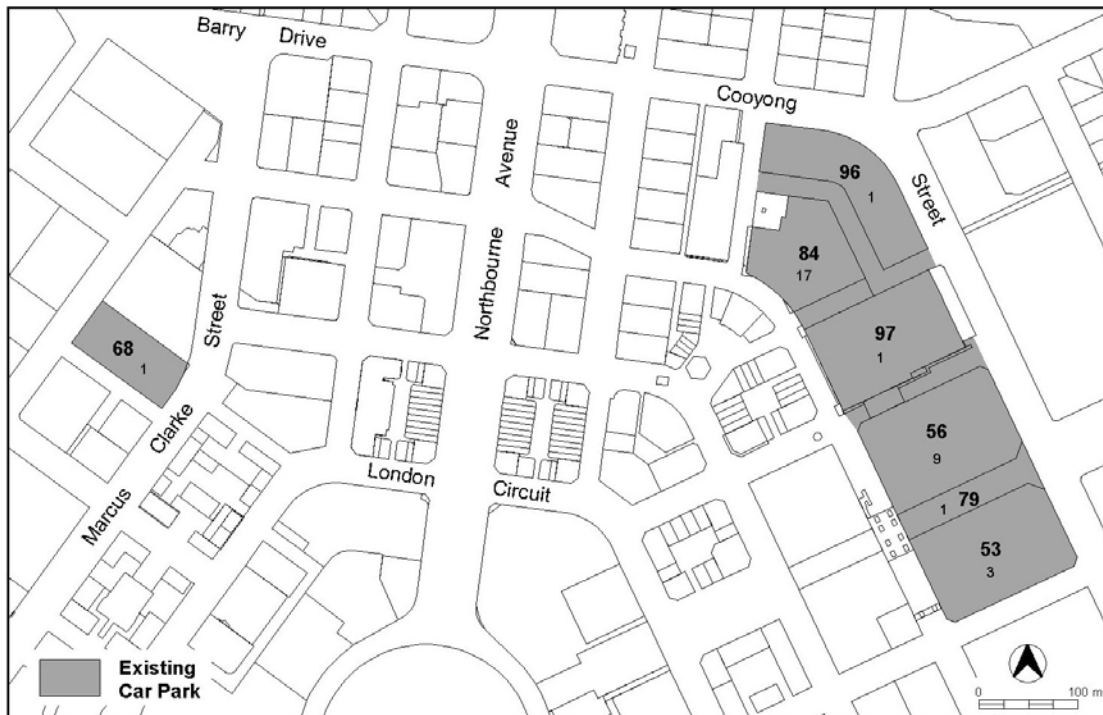 Barry Drive
Cooyong
Street
Avenue
Northbourne
Street
Clarke
Marcus
London
Circuit
96
1
84
17
97
1
68
1
56
9
79
1
53
3
Existing
Car Park
0 100 m